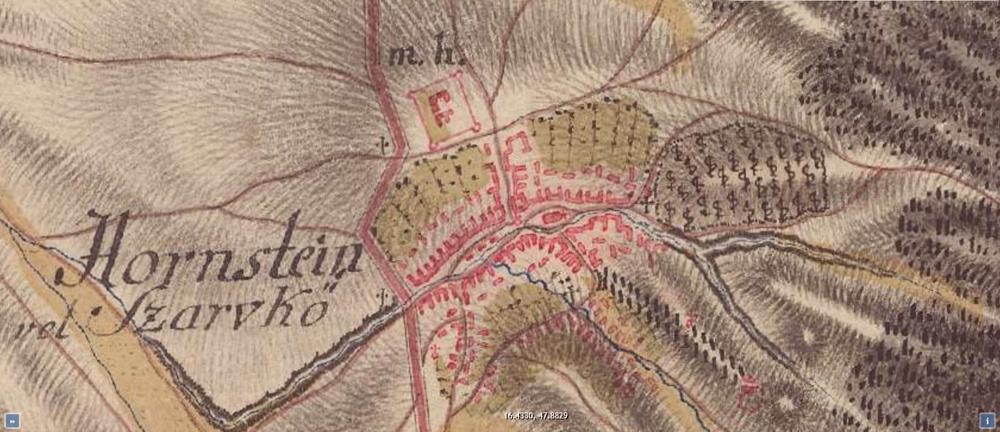 m. h.
Hornstein
vel Szarvkő
16.4330, 47.8829
»
i